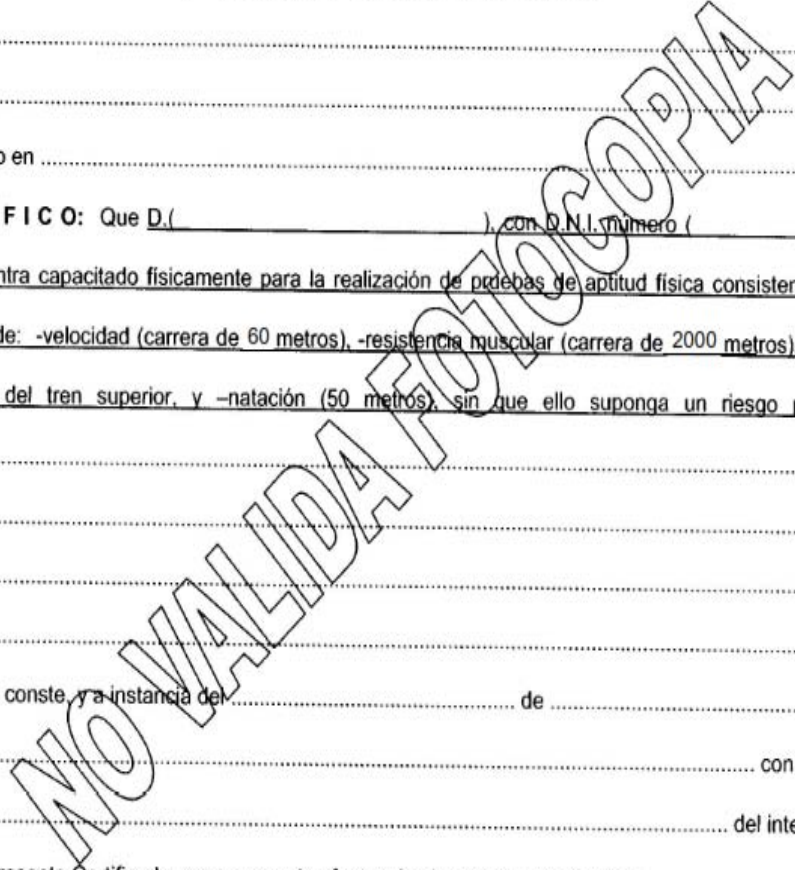 o en ..........
F I C O: Que D.( ), con D.N.I. número (
ntra capacitado físicamente para la realización de pruebas de aptitud física consisten
de: -velocidad (carrera de 60 metros), -resistencia muscular (carrera de 2000 metros)
del tren superior, y –natación (50 metros), sin que ello suponga un riesgo
conste, y a instancia del .......... de ..........
.......... con
.......... del inte
NO VALIDA FOTOCOPIA